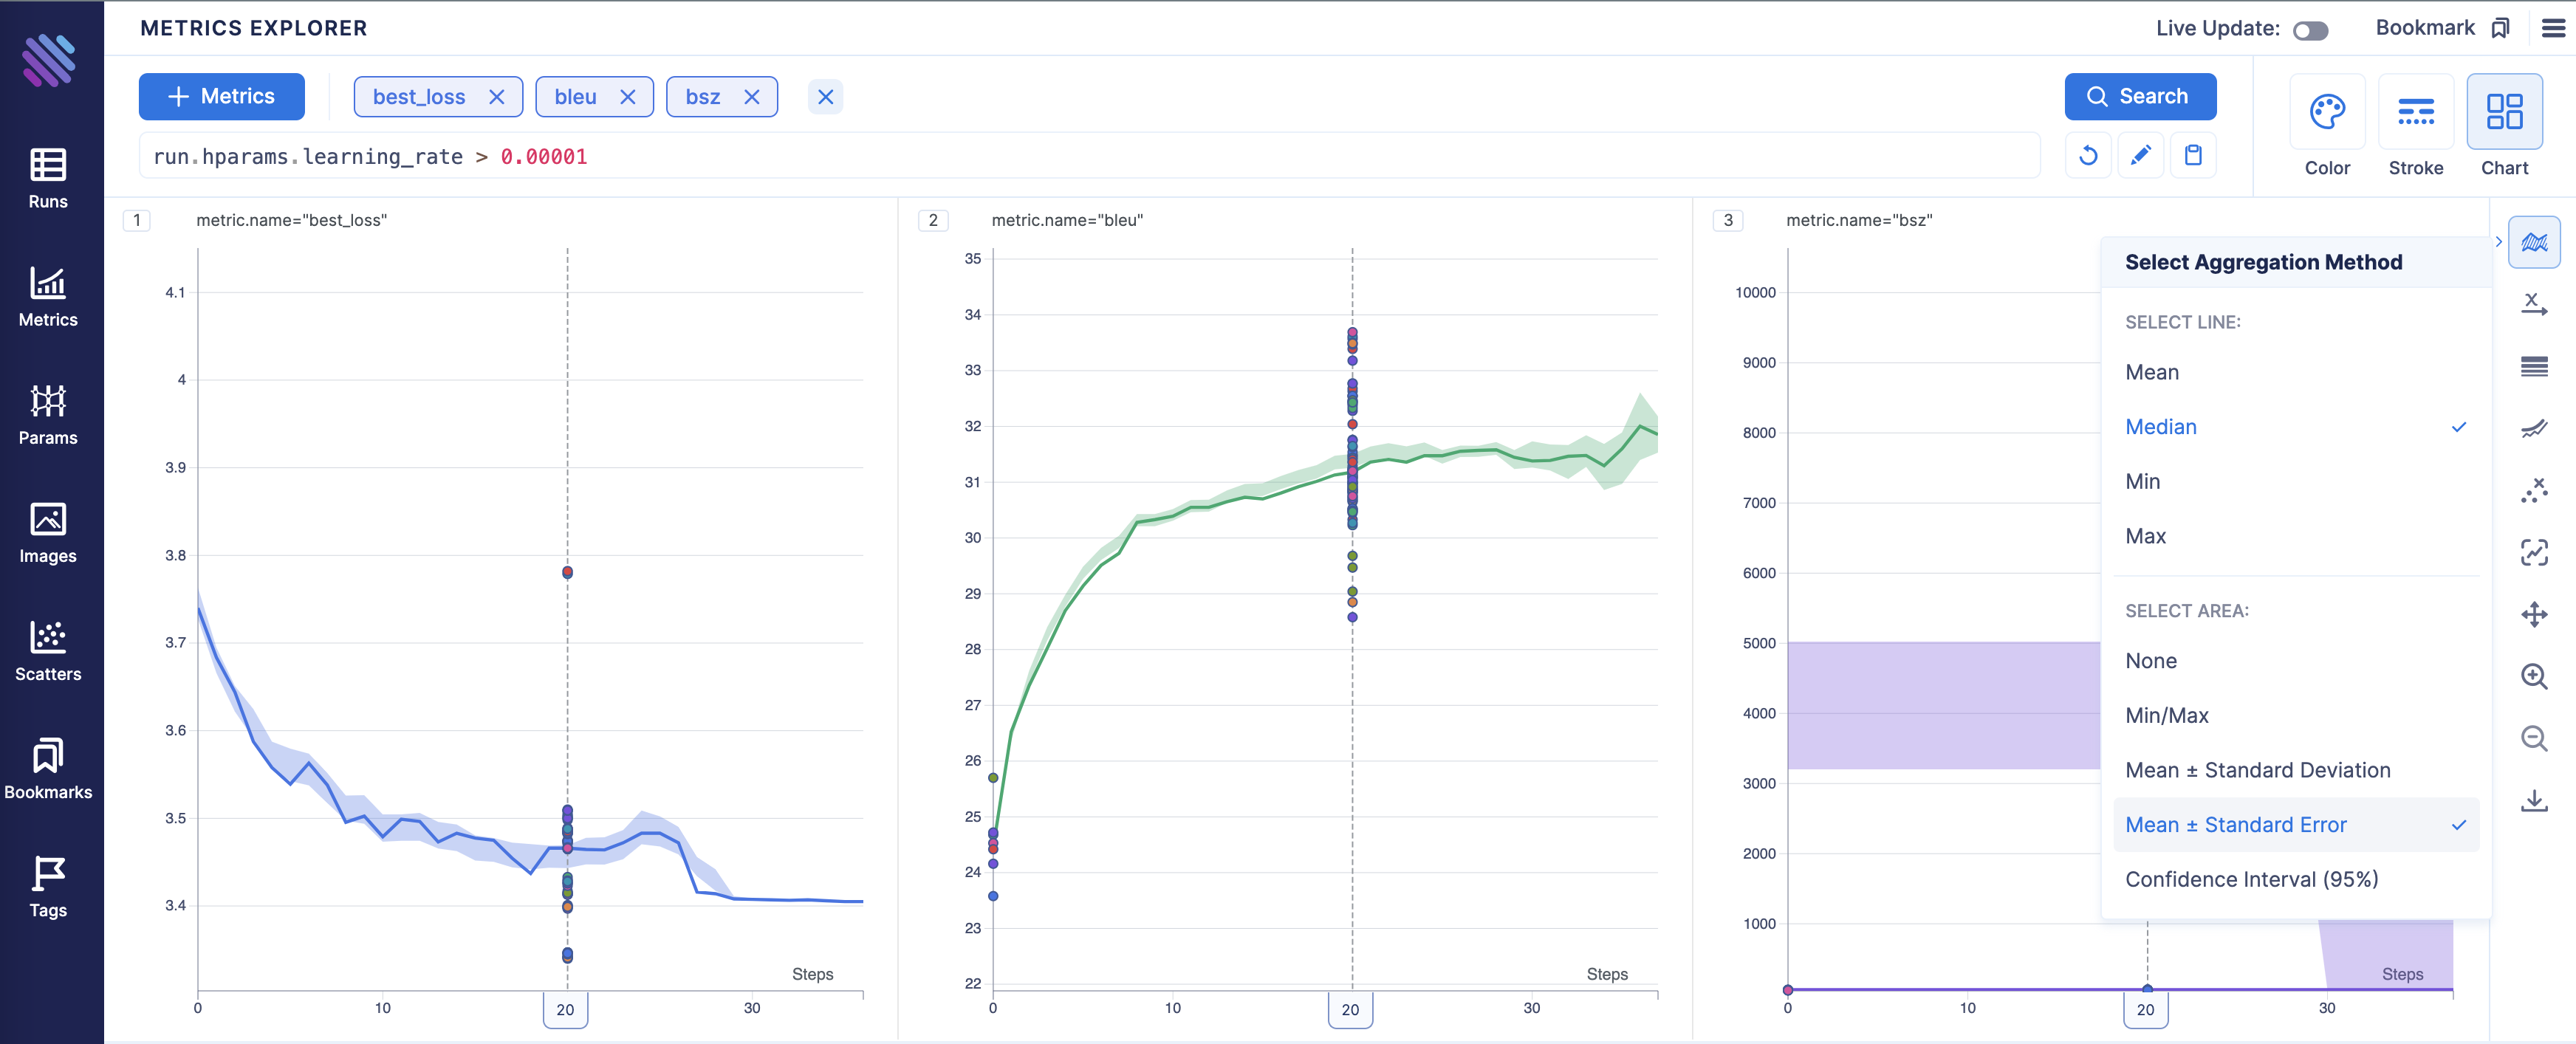 METRICS EXPLORER
Live Update:
Bookmark
Metrics
best_loss
bleu
bsz
Search
run.hparams.learning_rate > 0.00001
Color
Stroke
Chart
Runs
Metrics
Params
Images
Scatters
Bookmarks
Tags
1
metric.name="best_loss"
4.1
4
3.9
3.8
3.7
3.6
3.5
3.4
Steps
0
10
20
30
2
metric.name="bleu"
35
34
33
32
31
30
29
28
27
26
25
24
23
22
Steps
0
10
20
30
3
metric.name="bsz"
10000
9000
8000
7000
6000
5000
4000
3000
2000
1000
Steps
0
10
20
30
Select Aggregation Method
SELECT LINE:
Mean
Median
Min
Max
SELECT AREA:
None
Min/Max
Mean ± Standard Deviation
Mean ± Standard Error
Confidence Interval (95%)